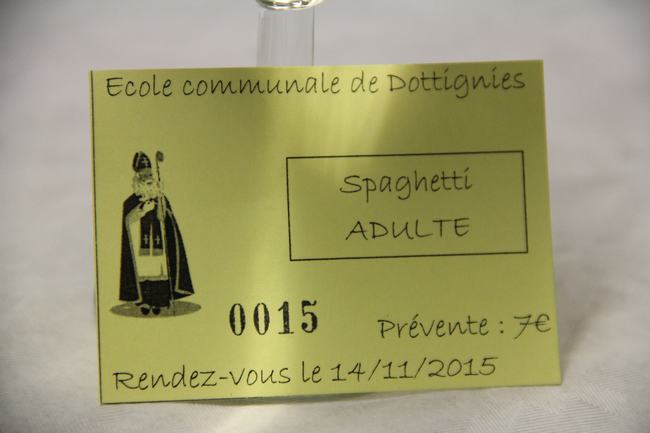 Ecole communale de Dottignies
Spaghetti
ADULTE
0015
Prévente : 7€
Rendez-vous le 14/11/2015